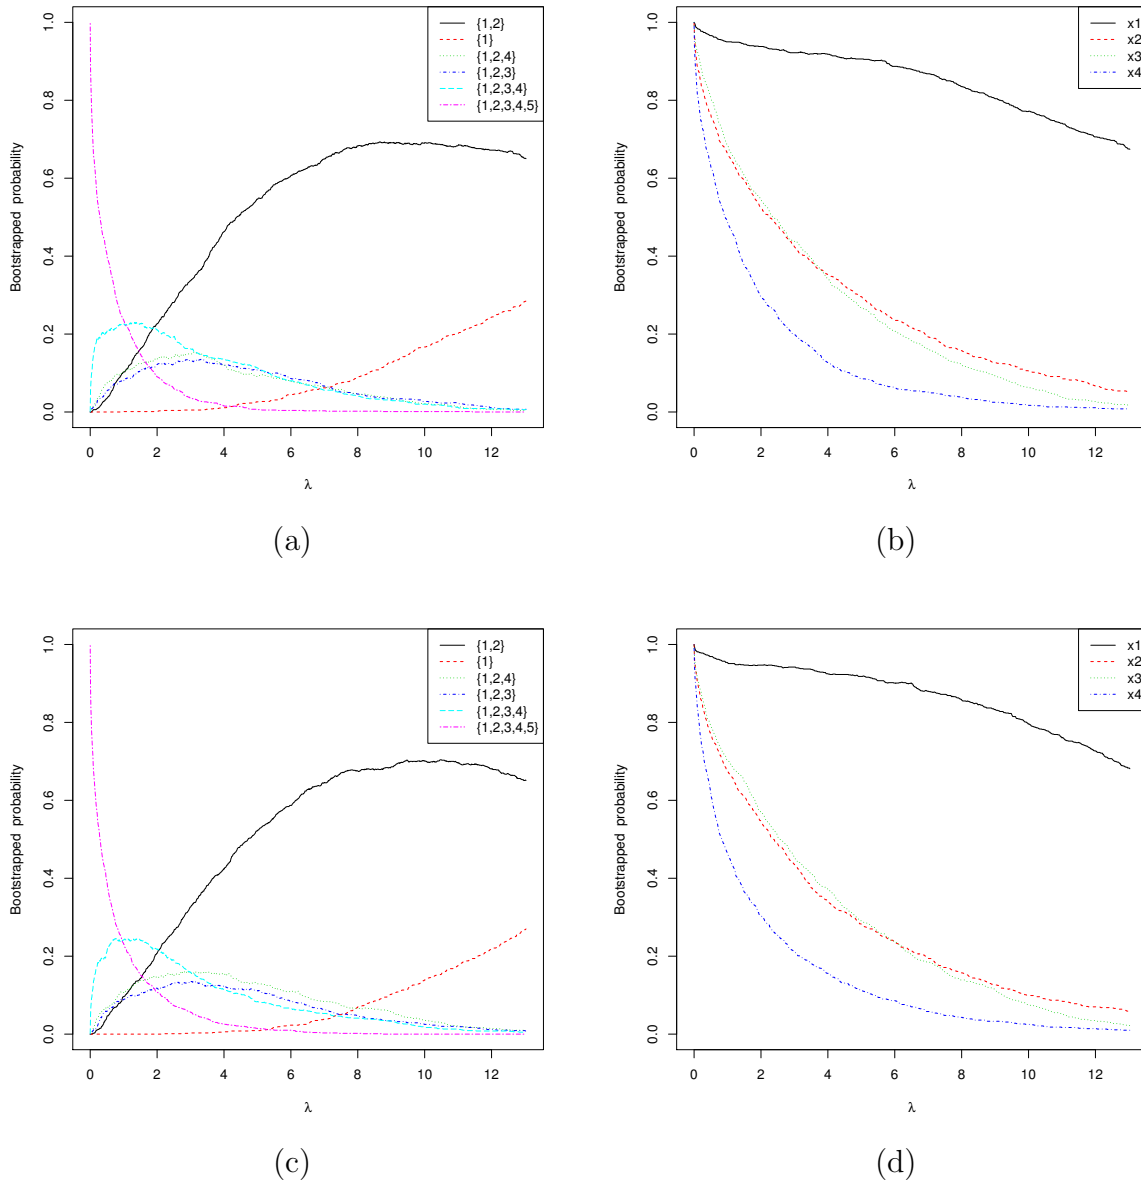 {1,2}
{1}
{1,2,4}
{1,2,3}
{1,2,3,4}
{1,2,3,4,5}
Bootstrapped probability
0.0 0.2 0.4 0.6 0.8 1.0
0 2 4 6 8 10 12
λ
(a)
x1
x2
x3
x4
Bootstrapped probability
0.0 0.2 0.4 0.6 0.8 1.0
0 2 4 6 8 10 12
λ
(b)
{1,2}
{1}
{1,2,4}
{1,2,3}
{1,2,3,4}
{1,2,3,4,5}
Bootstrapped probability
0.0 0.2 0.4 0.6 0.8 1.0
0 2 4 6 8 10 12
λ
(c)
x1
x2
x3
x4
Bootstrapped probability
0.0 0.2 0.4 0.6 0.8 1.0
0 2 4 6 8 10 12
λ
(d)